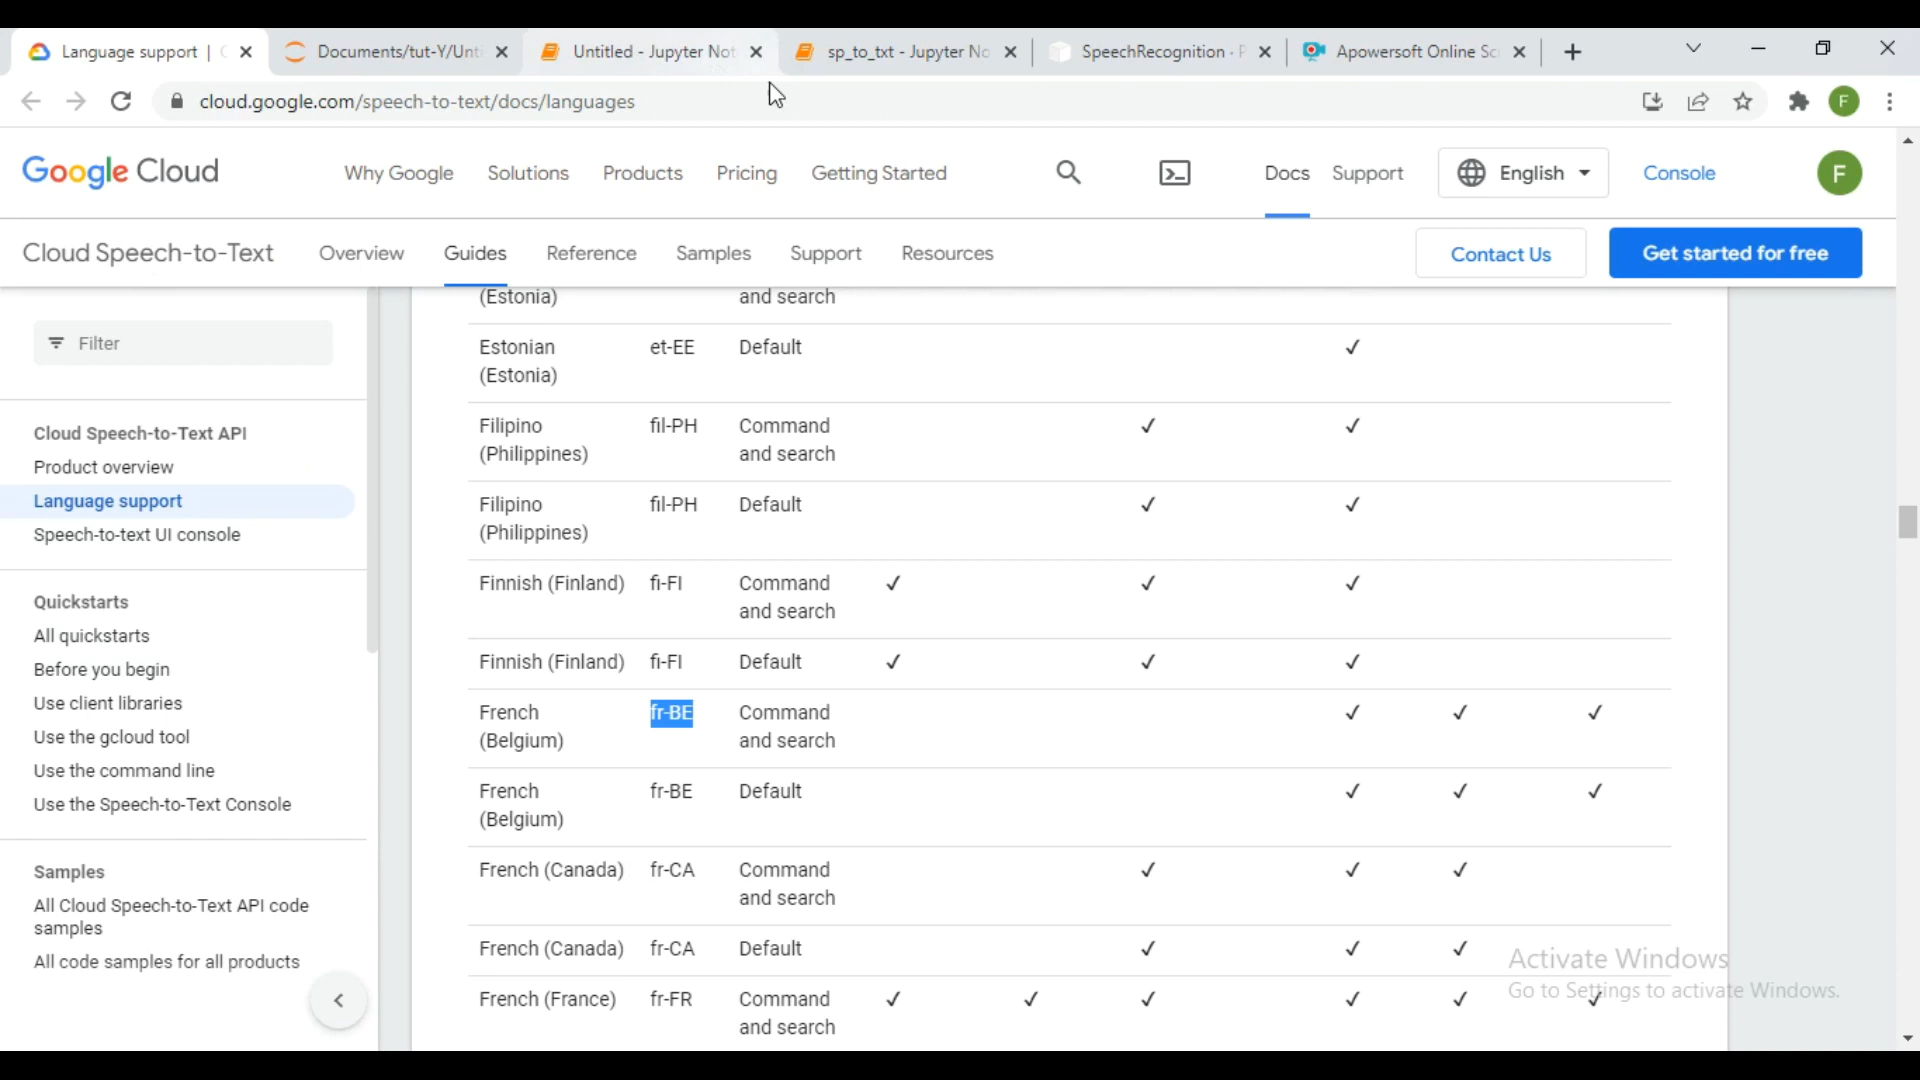 Language support |
Documents/tut-Y/Unti
Untitled - Jupyter Not
sp_to_txt - Jupyter No
SpeechRecognition · P
Apowersoft Online Sc
cloud.google.com/speech-to-text/docs/languages
F
Google Cloud
Why Google
Solutions
Products
Pricing
Getting Started
Docs
Support
English
Console
F
Cloud Speech-to-Text
Overview
Guides
Reference
Samples
Support
Resources
Contact Us
Get started for free
Filter
Cloud Speech-to-Text API
Product overview
Language support
Speech-to-text UI console
Quickstarts
All quickstarts
Before you begin
Use client libraries
Use the gcloud tool
Use the command line
Use the Speech-to-Text Console
Samples
All Cloud Speech-to-Text API code
samples
All code samples for all products
(Estonia) and search
Estonian et-EE Default ✓
(Estonia)
Filipino fil-PH Command ✓ ✓
(Philippines) and search
Filipino fil-PH Default ✓ ✓
(Philippines)
Finnish (Finland) fi-FI Command ✓ ✓ ✓
and search
Finnish (Finland) fi-FI Default ✓ ✓ ✓
French fr-BE Command ✓ ✓ ✓
(Belgium) and search
French fr-BE Default ✓ ✓ ✓
(Belgium)
French (Canada) fr-CA Command ✓ ✓ ✓
and search
French (Canada) fr-CA Default ✓ ✓ ✓
French (France) fr-FR Command ✓ ✓ ✓ ✓ ✓ ✓
and search
Activate Windows
Go to Settings to activate Windows.